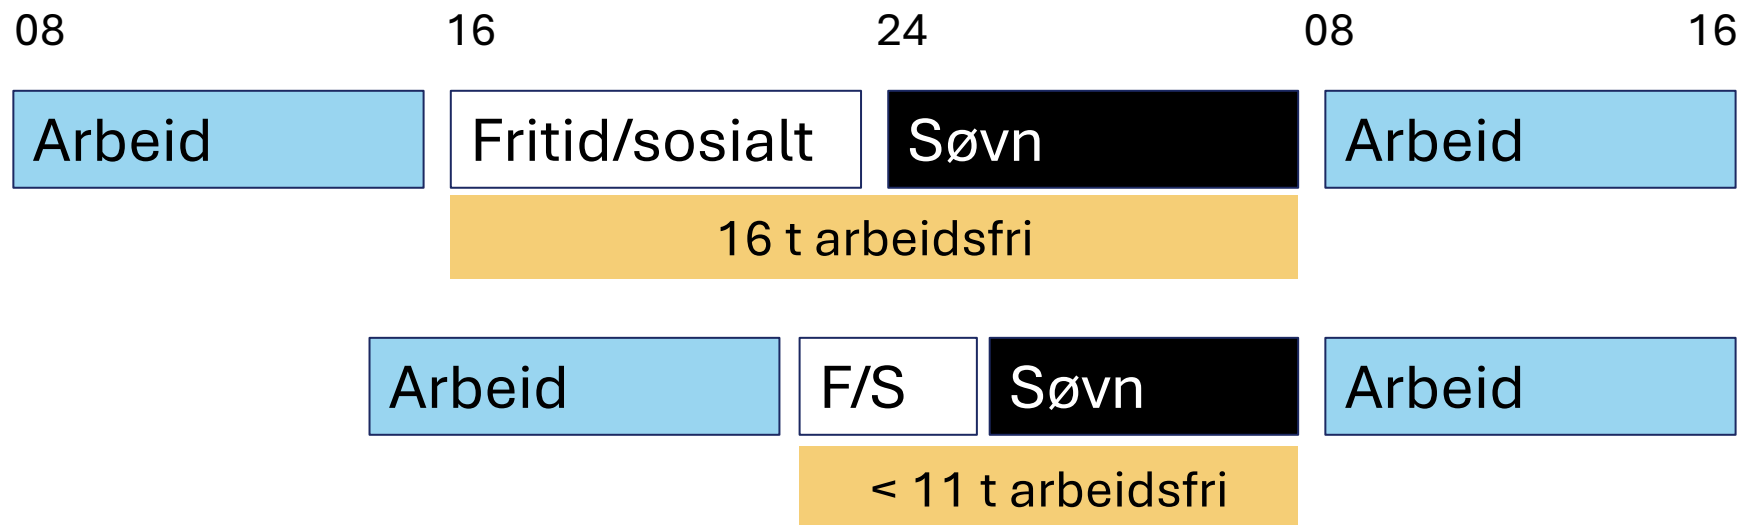 08 16 24 08 16
Arbeid Fritid/sosialt Søvn Arbeid
16 t arbeidsfri
Arbeid F/S Søvn Arbeid
< 11 t arbeidsfri